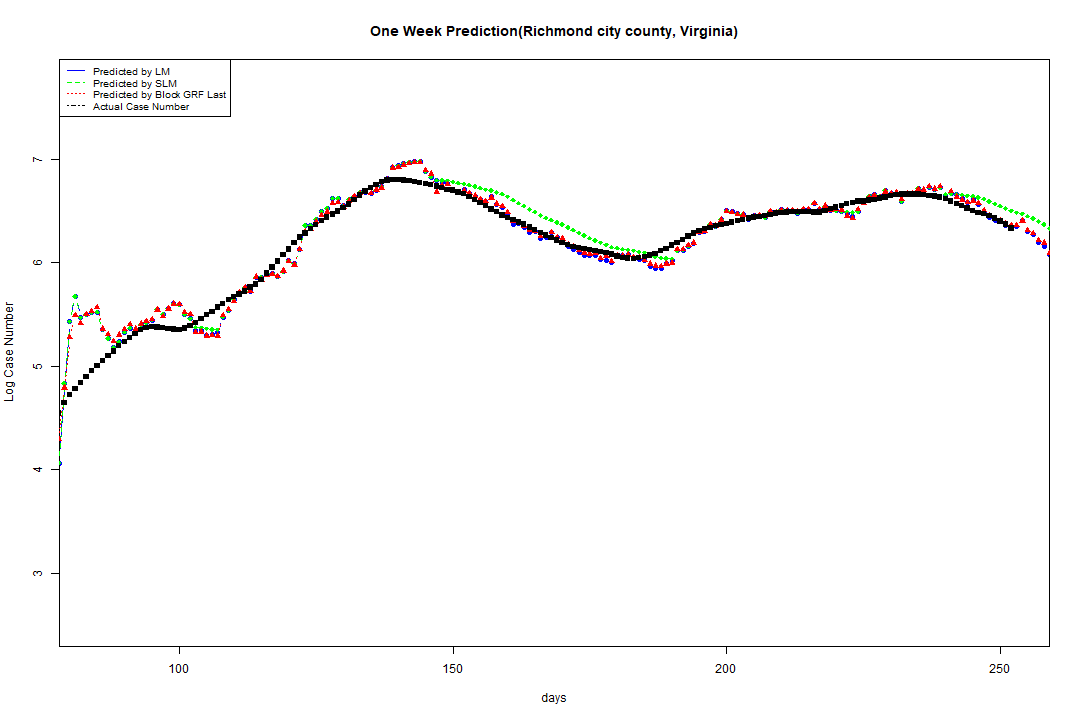 One Week Prediction(Richmond city county, Virginia)
Predicted by LM
Predicted by SLM
Predicted by Block GRF Last
Actual Case Number
7
6
5
4
3
Log Case Number
100 150 200 250
days